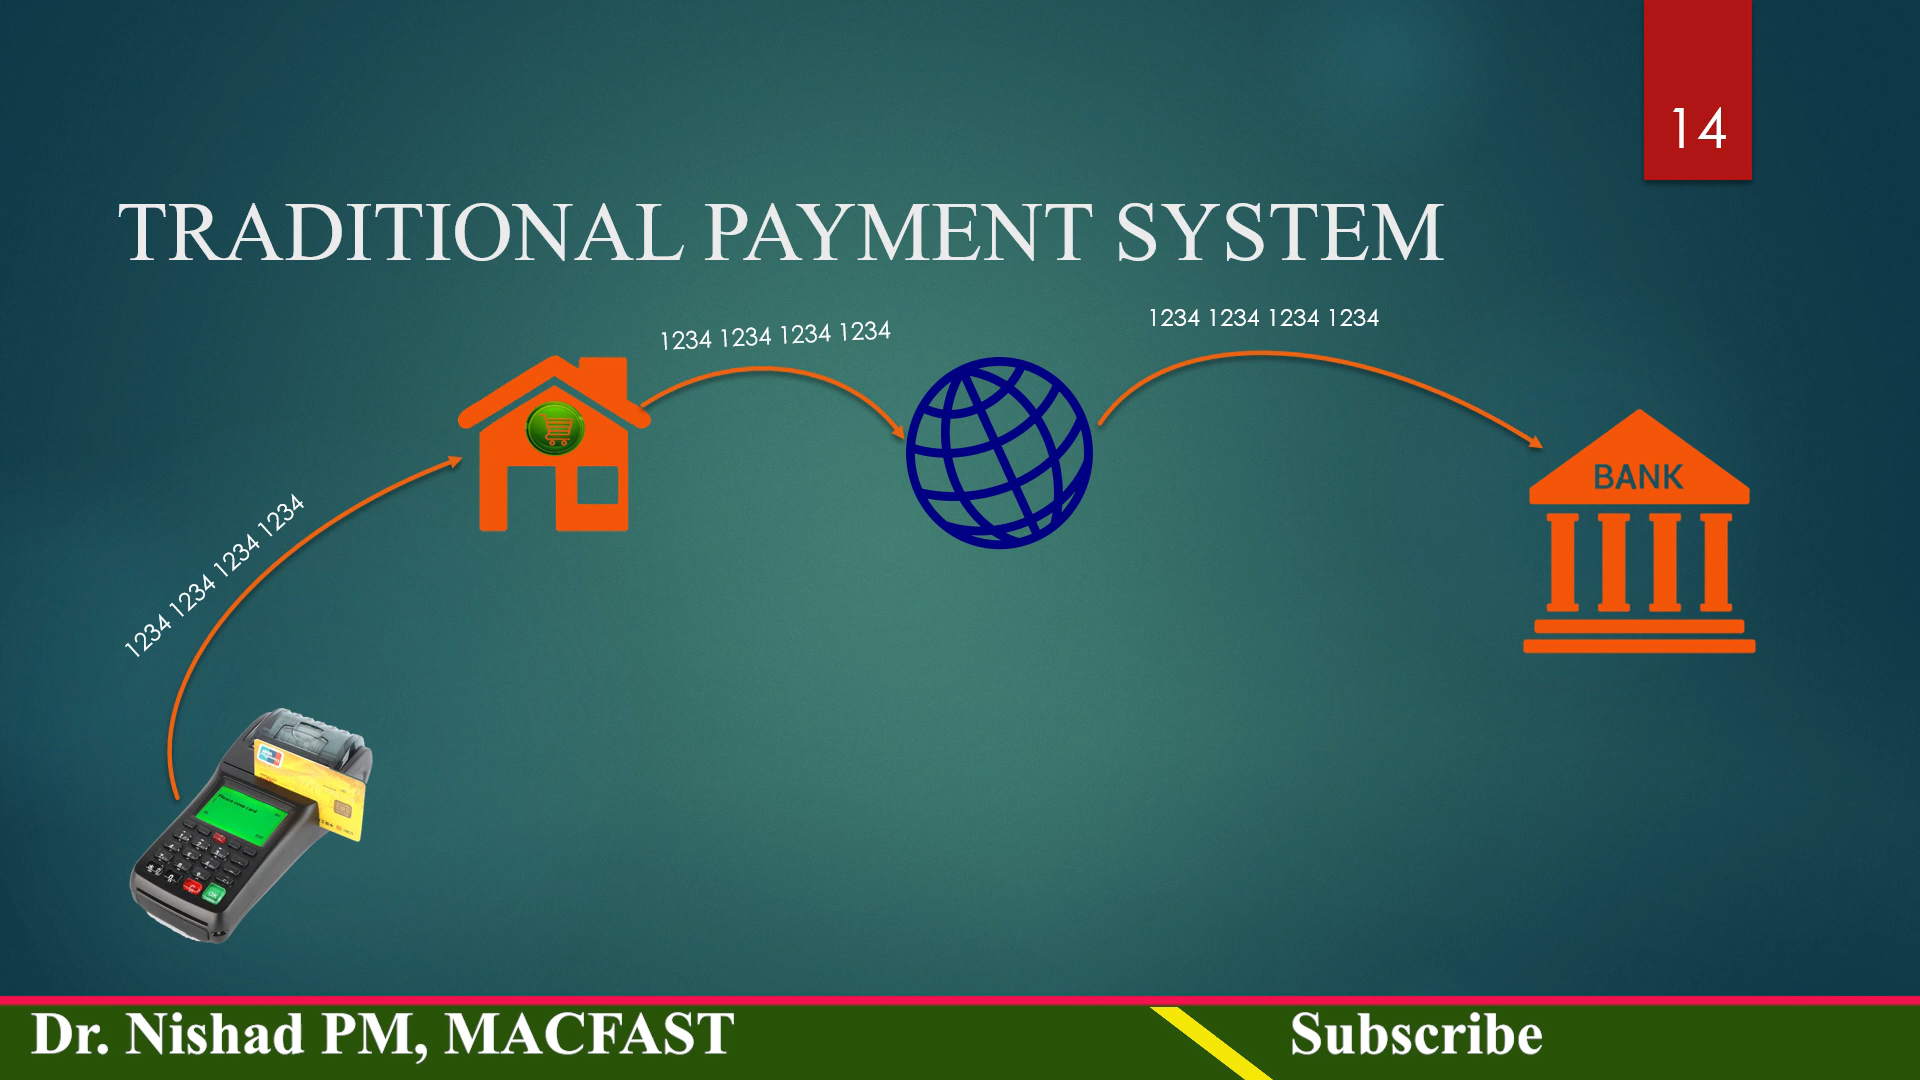 14
TRADITIONAL PAYMENT SYSTEM
1234 1234 1234 1234
1234 1234 1234 1234
1234 1234 1234 1234
BANK
Dr. Nishad PM, MACFAST
Subscribe